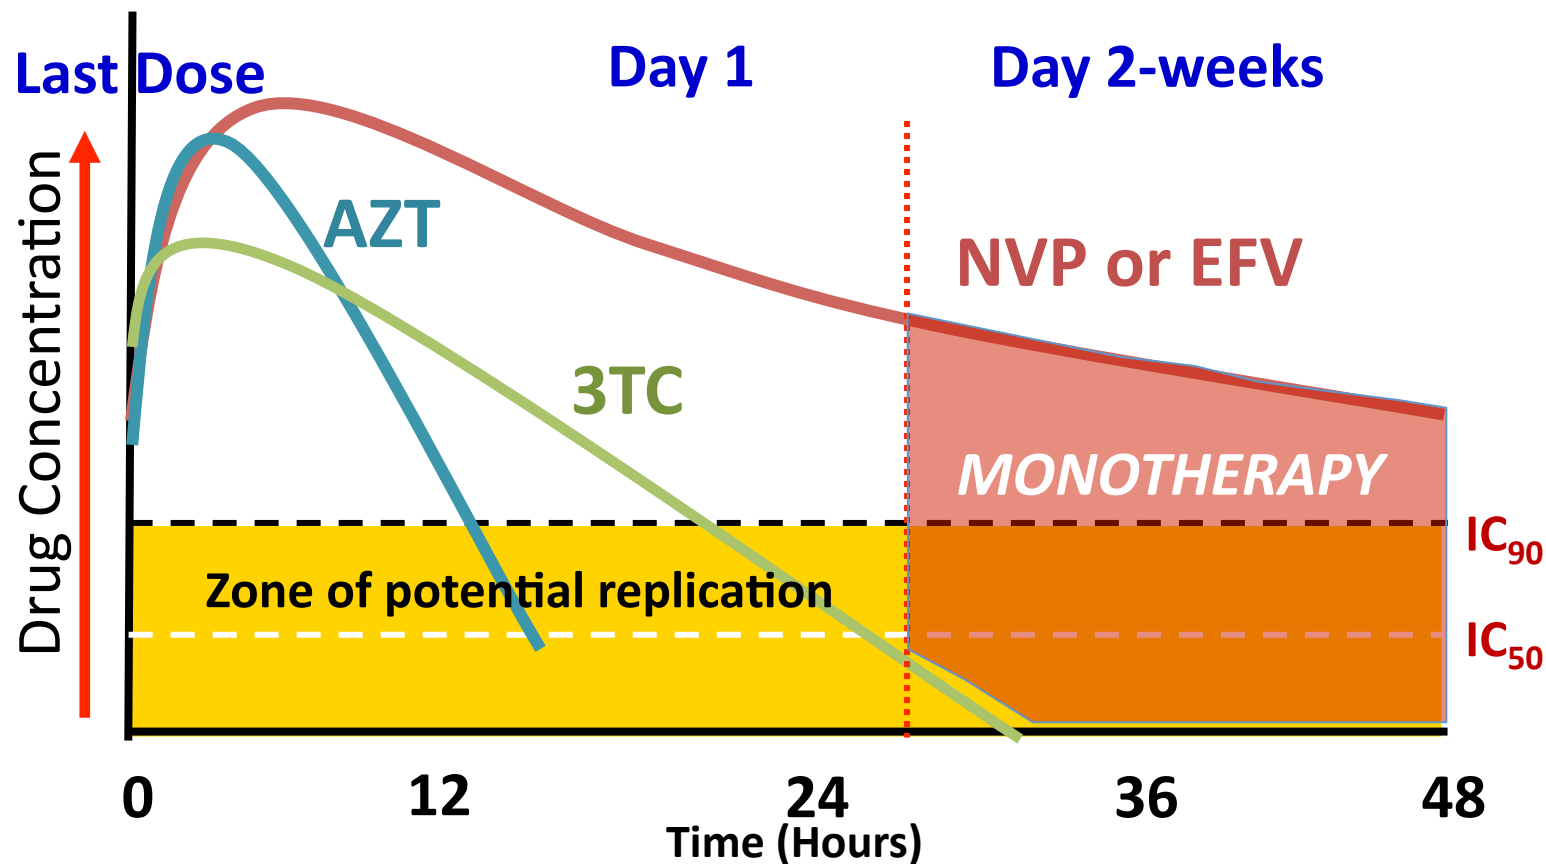 Last Dose
Day 1
Day 2-weeks
Drug Concentration
AZT
NVP or EFV
3TC
MONOTHERAPY
IC90
Zone of potential replication
IC50
0 12 24 36 48
Time (Hours)